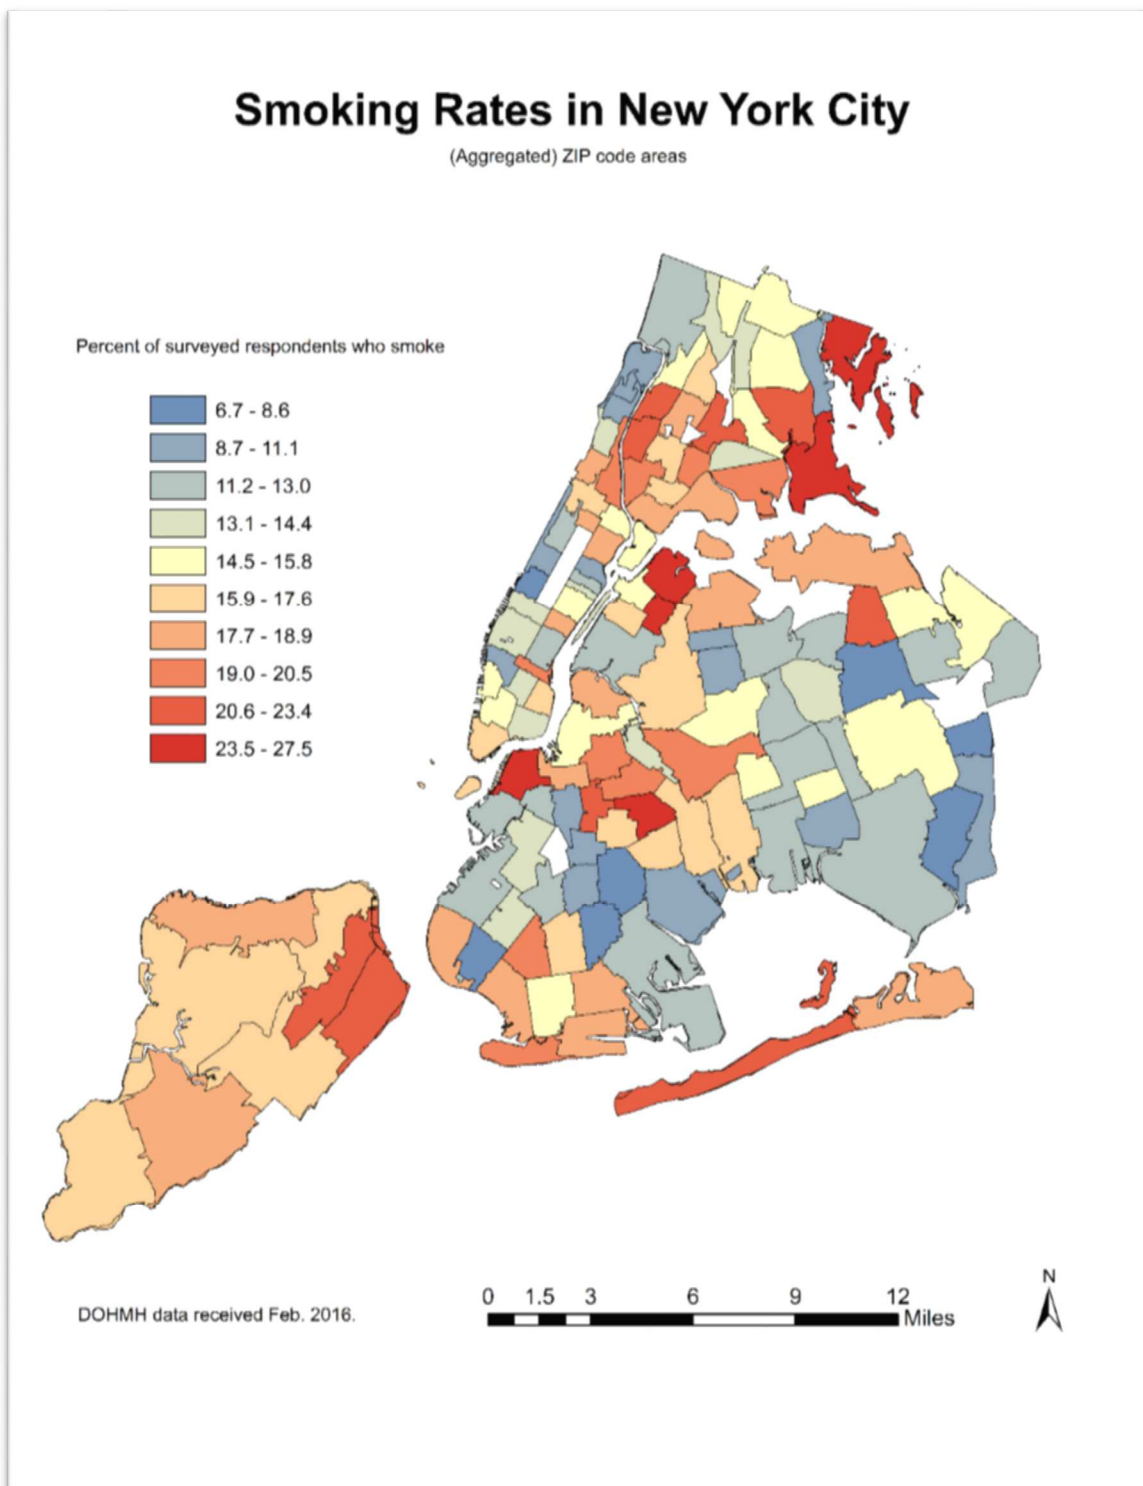 Smoking Rates in New York City
(Aggregated) ZIP code areas
Percent of surveyed respondents who smoke
6.7 - 8.6
8.7 - 11.1
11.2 - 13.0
13.1 - 14.4
14.5 - 15.8
15.9 - 17.6
17.7 - 18.9
19.0 - 20.5
20.6 - 23.4
23.5 - 27.5
DOHMH data received Feb. 2016.
0 1.5 3 6 9 12
Miles
N